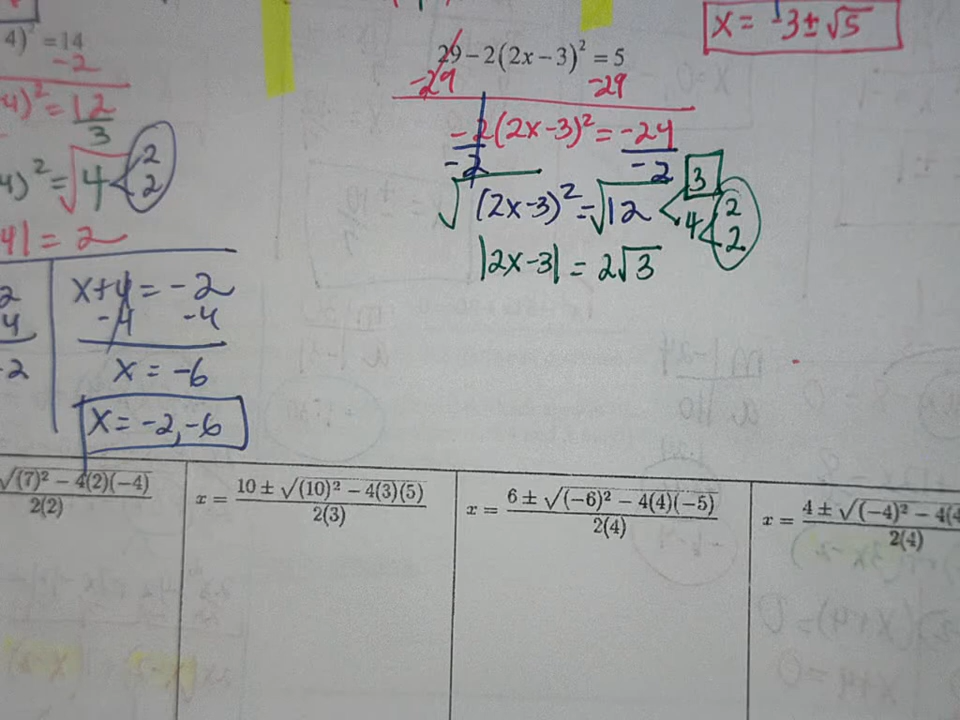 4)² = 14
-2
4)² = 12
3
4)² = √4 2
2
4| = 2
2
4
-2
x+4 = -2
-4 -4
x = -6
x = -2, -6
29 - 2(2x - 3)² = 5
-29 -29
-2(2x-3)² = -24
-2 -2
√(2x-3)² = √12 3
4 2
2
|2x-3| = 2√3
x = -3 ± √5
√(7)² - 4(2)(-4)
2(2)
x = 10 ± √(10)² - 4(3)(5)
2(3)
x = 6 ± √(-6)² - 4(4)(-5)
2(4)
x = 4 ± √(-4)² - 4(4
2(4)